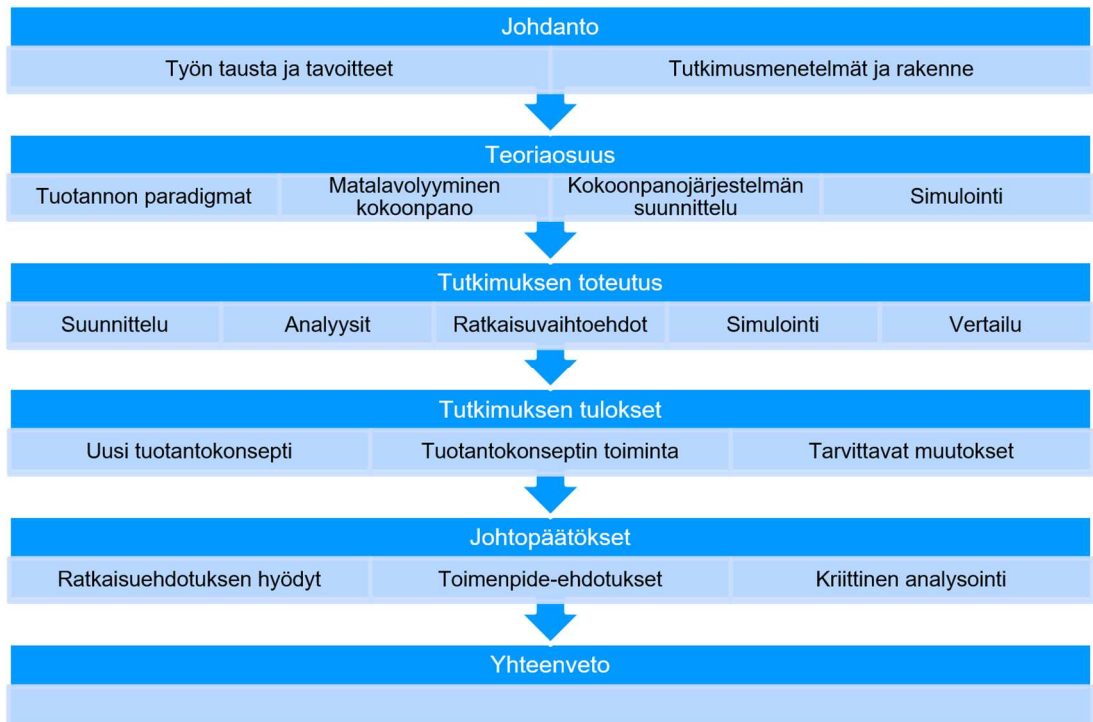 Johdanto
Työn tausta ja tavoitteet
Tutkimusmenetelmät ja rakenne
Teoriaosuus
Tuotannon paradigmat
Matalavolyyminen
kokoonpano
Kokoonpanojärjestelmän
suunnittelu
Simulointi
Tutkimuksen toteutus
Suunnittelu
Analyysit
Ratkaisuvaihtoehdot
Simulointi
Vertailu
Tutkimuksen tulokset
Uusi tuotantokonsepti
Tuotantokonseptin toiminta
Tarvittavat muutokset
Johtopäätökset
Ratkaisuehdotuksen hyödyt
Toimenpide-ehdotukset
Kriittinen analysointi
Yhteenveto